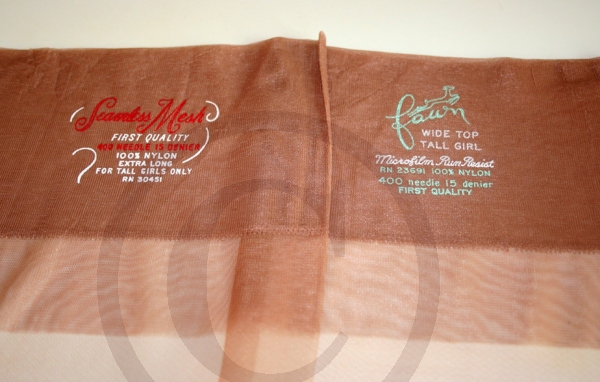 Seamless Mesh
FIRST QUALITY
400 NEEDLE 15 DENIER
100% NYLON
EXTRA LONG
FOR TALL GIRLS ONLY
RN 30451
fawn
WIDE TOP
TALL GIRL
Microfilm Run Resist
RN 23691 100% NYLON
400 needle 15 denier
FIRST QUALITY